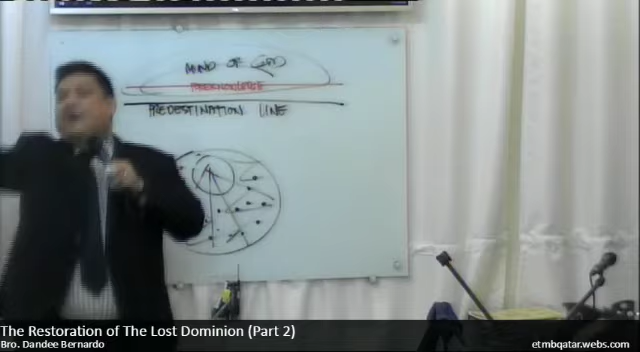 MIND OF GOD
FOREKNOWLEDGE
PREDESTINATION LINE
The Restoration of The Lost Dominion (Part 2)
Bro. Dandee Bernardo
etmbqatar.webs.com